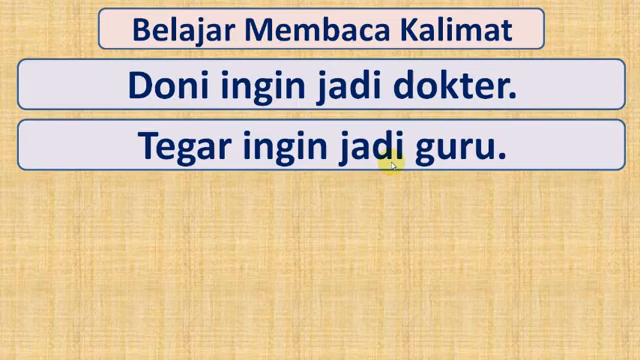 Belajar Membaca Kalimat
Doni ingin jadi dokter.
Tegar ingin jadi guru.